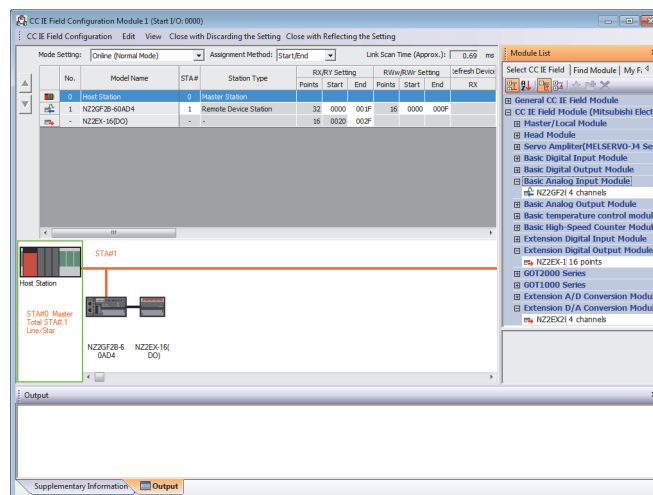 CC IE Field Configuration Module 1 (Start I/O: 0000)
CC IE Field Configuration Edit View Close with Discarding the Setting Close with Reflecting the Setting
Mode Setting: Online (Normal Mode) Assignment Method: Start/End Link Scan Time (Approx.): 0.69 ms
No. Model Name STA# Station Type RX/RY Setting RWw/RWr Setting tefresh Device
Points Start End Points Start End RX
0 Host Station 0 Master Station
1 NZ2GF2B-60AD4 1 Remote Device Station 32 0000 001F 16 0000 000F
- NZ2EX-16(DO) - - 16 0020 002F
STA#1
Host Station
STA#0 Master
Total STA#:1
Line/Star
NZ2GF2B-6
0AD4
NZ2EX-16(
DO)
Module List
Select CC IE Field Find Module My Fa
General CC IE Field Module
CC IE Field Module (Mitsubishi Elect
Master/Local Module
Head Module
Servo Amplifier(MELSERVO-J4 Se
Basic Digital Input Module
Basic Digital Output Module
Basic Analog Input Module
NZ2GF2( 4 channels
Basic Analog Output Module
Basic temperature control modul
Basic High-Speed Counter Modul
Extension Digital Input Module
Extension Digital Output Module
NZ2EX-1 16 points
GOT2000 Series
GOT1000 Series
Extension A/D Conversion Modu
Extension D/A Conversion Modu
NZ2EX2( 4 channels
Output
Supplementary Information Output